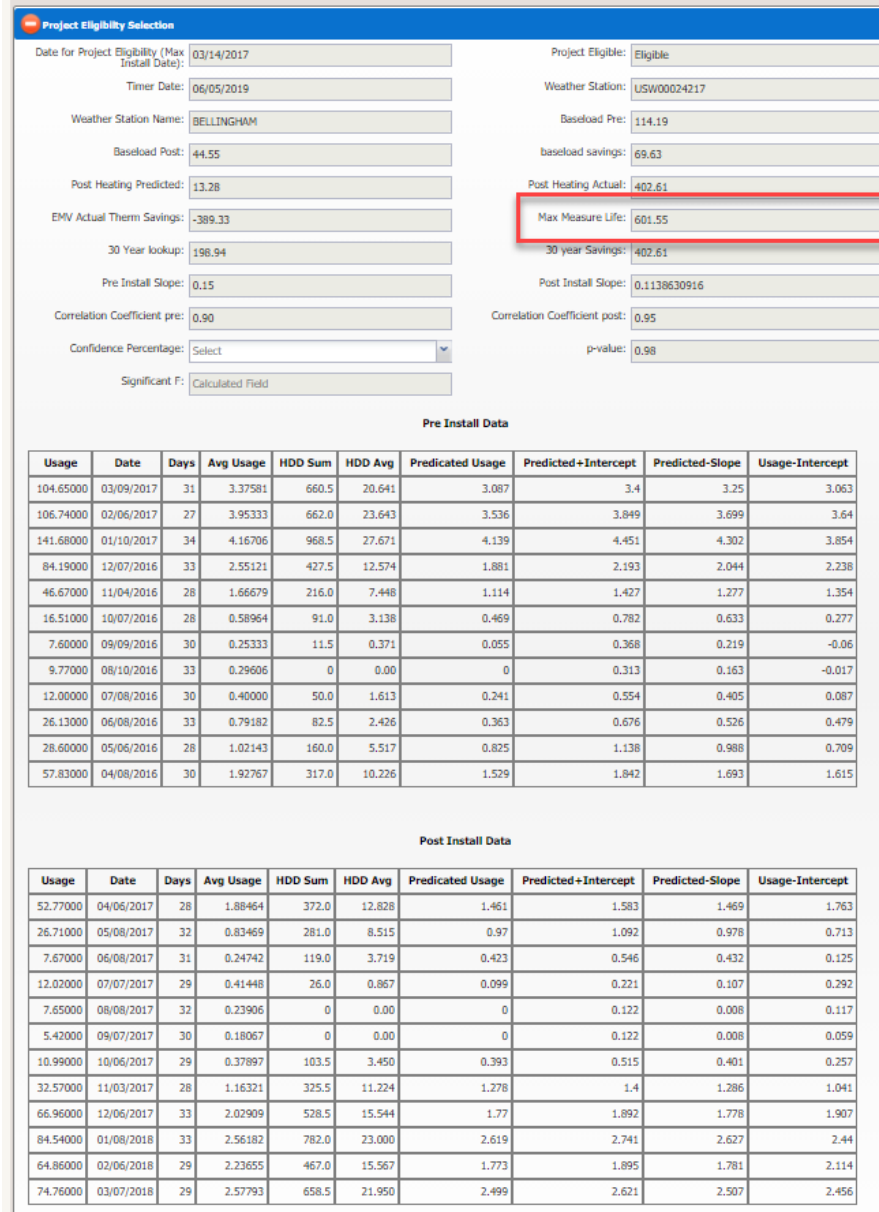 Project Eligibilty Selection
Date for Project Eligibility (Max Install Date): 03/14/2017 Project Eligible: Eligible
Timer Date: 06/05/2019 Weather Station: USW00024217
Weather Station Name: BELLINGHAM Baseload Pre: 114.19
Baseload Post: 44.55 baseload savings: 69.63
Post Heating Predicted: 13.28 Post Heating Actual: 402.61
EMV Actual Therm Savings: -389.33 Max Measure Life: 601.55
30 Year lookup: 198.94 30 year Savings: 402.61
Pre Install Slope: 0.15 Post Install Slope: 0.1138630916
Correlation Coefficient pre: 0.90 Correlation Coefficient post: 0.95
Confidence Percentage: Select p-value: 0.98
Significant F: Calculated Field
Pre Install Data
Usage Date Days Avg Usage HDD Sum HDD Avg Predicated Usage Predicted+Intercept Predicted-Slope Usage-Intercept
104.65000 03/09/2017 31 3.37581 660.5 20.641 3.087 3.4 3.25 3.063
106.74000 02/06/2017 27 3.95333 662.0 23.643 3.536 3.849 3.699 3.64
141.68000 01/10/2017 34 4.16706 968.5 27.671 4.139 4.451 4.302 3.854
84.19000 12/07/2016 33 2.55121 427.5 12.574 1.881 2.193 2.044 2.238
46.67000 11/04/2016 28 1.66679 216.0 7.448 1.114 1.427 1.277 1.354
16.51000 10/07/2016 28 0.58964 91.0 3.138 0.469 0.782 0.633 0.277
7.60000 09/09/2016 30 0.25333 11.5 0.371 0.055 0.368 0.219 -0.06
9.77000 08/10/2016 33 0.29606 0 0.00 0 0.313 0.163 -0.017
12.00000 07/08/2016 30 0.40000 50.0 1.613 0.241 0.554 0.405 0.087
26.13000 06/08/2016 33 0.79182 82.5 2.426 0.363 0.676 0.526 0.479
28.60000 05/06/2016 28 1.02143 160.0 5.517 0.825 1.138 0.988 0.709
57.83000 04/08/2016 30 1.92767 317.0 10.226 1.529 1.842 1.693 1.615
Post Install Data
Usage Date Days Avg Usage HDD Sum HDD Avg Predicated Usage Predicted+Intercept Predicted-Slope Usage-Intercept
52.77000 04/06/2017 28 1.88464 372.0 12.828 1.461 1.583 1.469 1.763
26.71000 05/08/2017 32 0.83469 281.0 8.515 0.97 1.092 0.978 0.713
7.67000 06/08/2017 31 0.24742 119.0 3.719 0.423 0.546 0.432 0.125
12.02000 07/07/2017 29 0.41448 26.0 0.867 0.099 0.221 0.107 0.292
7.65000 08/08/2017 32 0.23906 0 0.00 0 0.122 0.008 0.117
5.42000 09/07/2017 30 0.18067 0 0.00 0 0.122 0.008 0.059
10.99000 10/06/2017 29 0.37897 103.5 3.450 0.393 0.515 0.401 0.257
32.57000 11/03/2017 28 1.16321 325.5 11.224 1.278 1.4 1.286 1.041
66.96000 12/06/2017 33 2.02909 528.5 15.544 1.77 1.892 1.778 1.907
84.54000 01/08/2018 33 2.56182 782.0 23.000 2.619 2.741 2.627 2.44
64.86000 02/06/2018 29 2.23655 467.0 15.567 1.773 1.895 1.781 2.114
74.76000 03/07/2018 29 2.57793 658.5 21.950 2.499 2.621 2.507 2.456